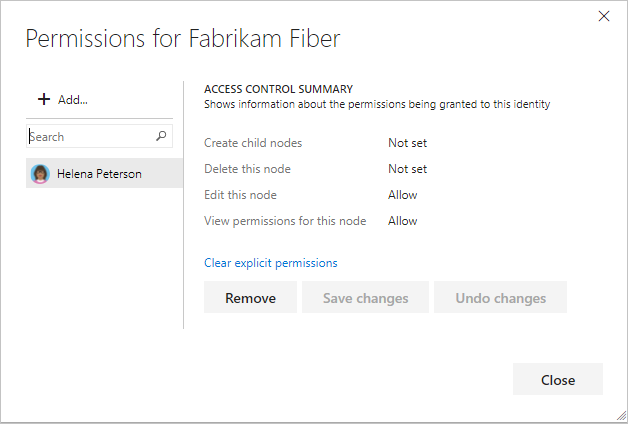 Permissions for Fabrikam Fiber
Add...
Search
Helena Peterson
ACCESS CONTROL SUMMARY
Shows information about the permissions being granted to this identity
Create child nodes Not set
Delete this node Not set
Edit this node Allow
View permissions for this node Allow
Clear explicit permissions
Remove Save changes Undo changes
Close